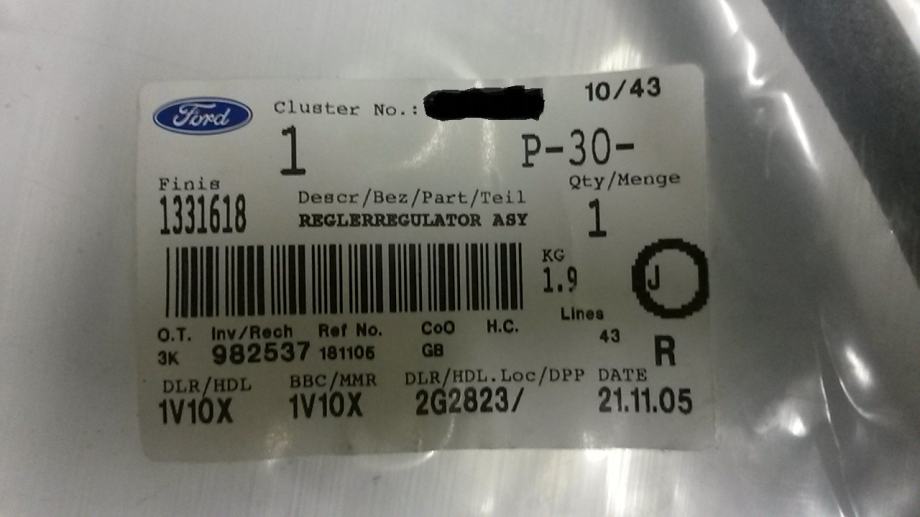 Ford
Cluster No.: 10/43
1 P-30-
Finis Descr/Bez/Part/Teil Qty/Menge
1331618 REGLERREGULATOR ASY 1
KG
1.9 J
Lines
O.T. Inv/Rech Ref No. CoO H.C. 43 R
3K 982537 181105 GB
DLR/HDL BBC/MMR DLR/HDL.Loc/DPP DATE
1V10X 1V10X 2G2823/ 21.11.05